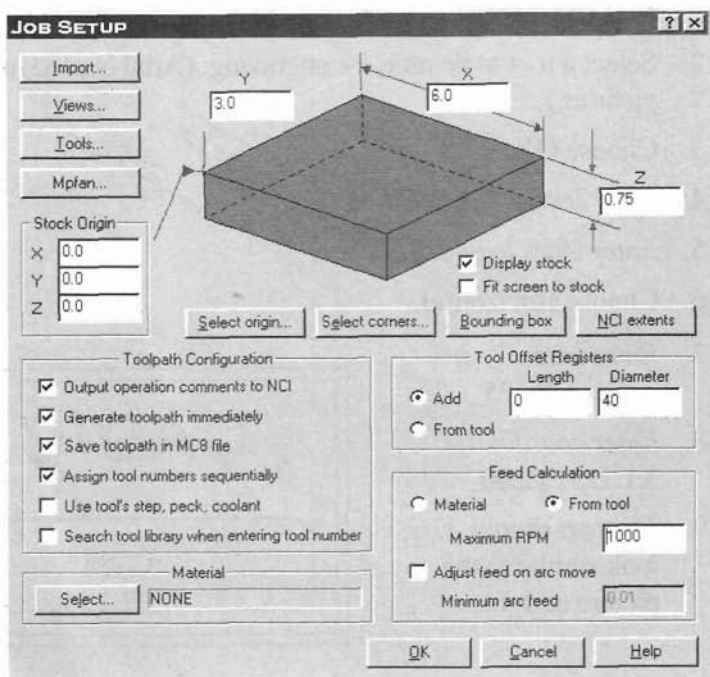 JOB SETUP
? ×
Import...
Views...
Tools...
Mpfan...
Y
3.0
X
6.0
Z
0.75
Stock Origin
X 0.0
Y 0.0
Z 0.0
Display stock
Fit screen to stock
Select origin...
Select corners...
Bounding box
NCI extents
Toolpath Configuration
Output operation comments to NCI
Generate toolpath immediately
Save toolpath in MC8 file
Assign tool numbers sequentially
Use tool's step, peck, coolant
Search tool library when entering tool number
Material
Select... NONE
Tool Offset Registers
Length Diameter
Add 0 40
From tool
Feed Calculation
Material From tool
Maximum RPM 1000
Adjust feed on arc move
Minimum arc feed 0.01
OK Cancel Help